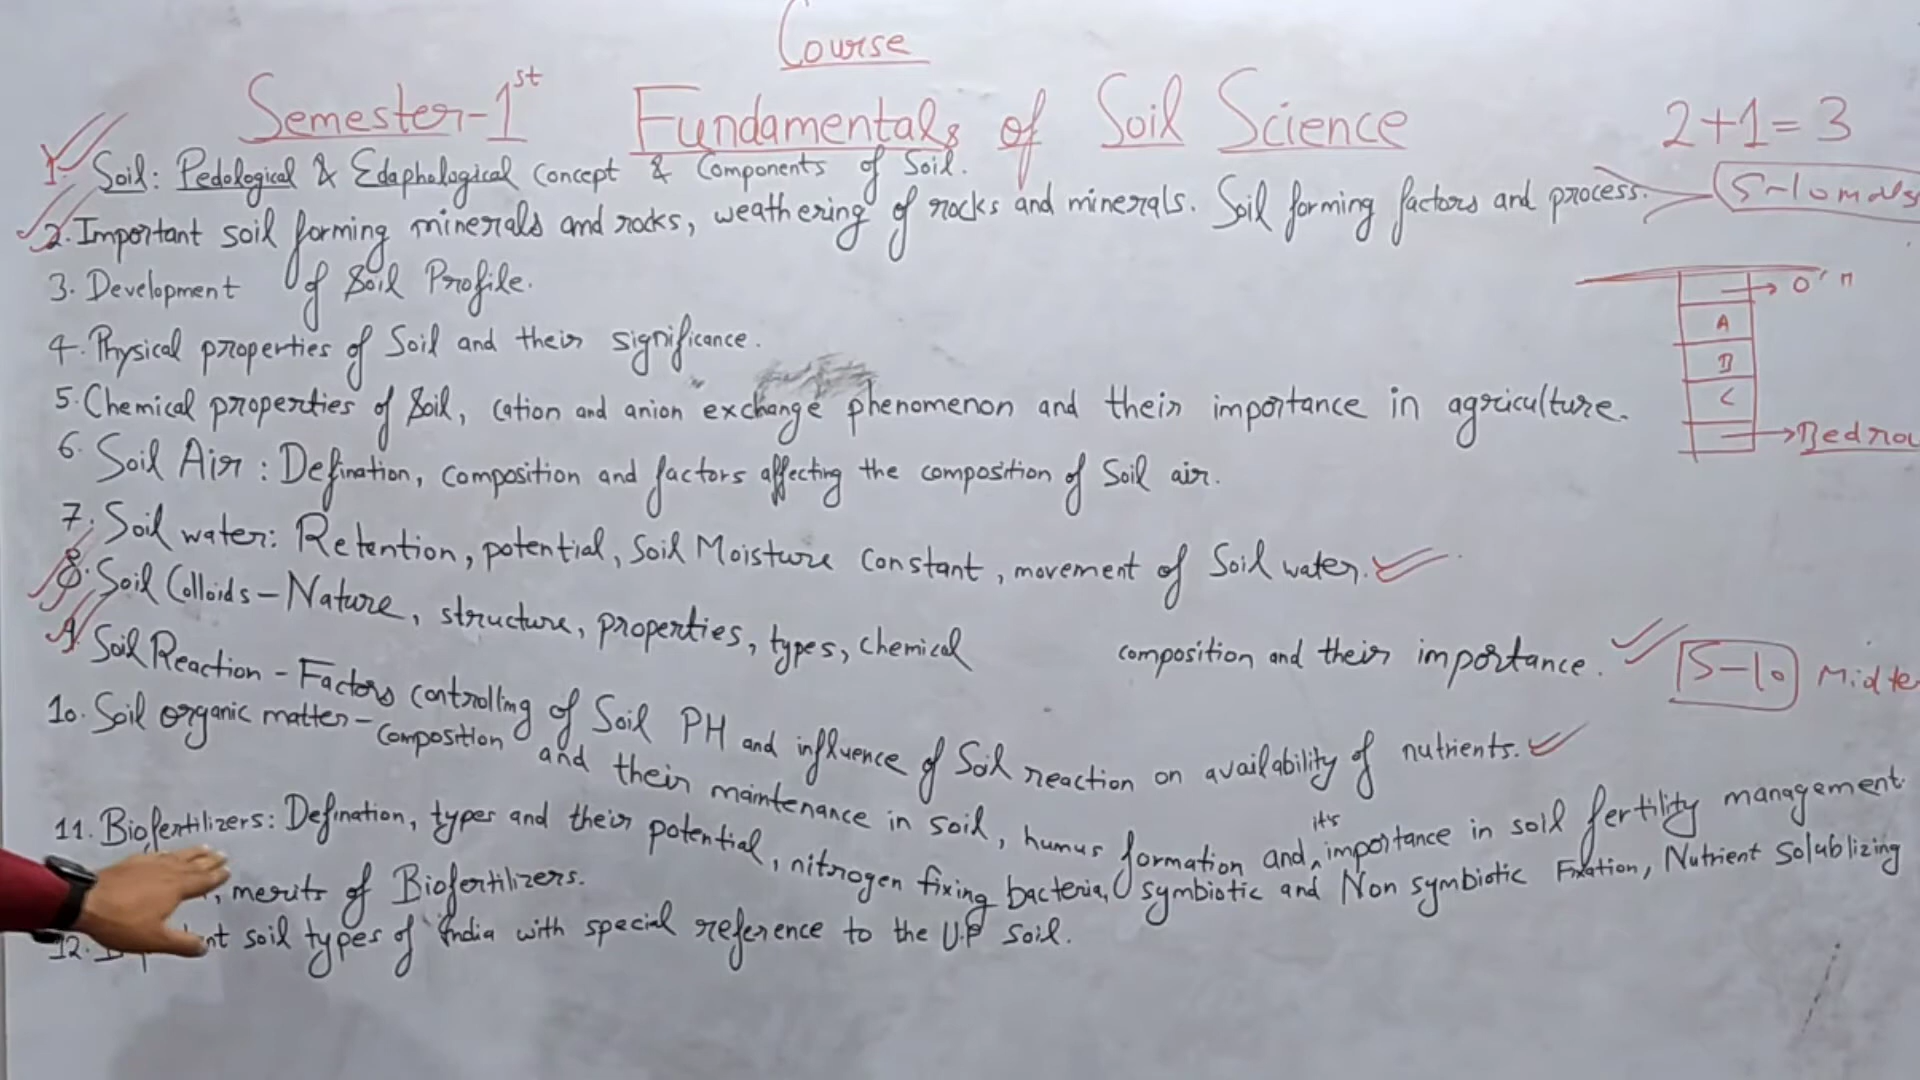 Course
Semester-1st Fundamentals of Soil Science 2+1=3
1. Soil: Pedological & Edaphological concept & Components of Soil.
2. Important soil forming minerals and rocks, weathering of rocks and minerals. Soil forming factors and process.
5-10
3. Development of Soil Profile.
4. Physical properties of Soil and their significance.
5. Chemical properties of Soil, cation and anion exchange phenomenon and their importance in agriculture.
6. Soil Air: Defination, composition and factors affecting the composition of Soil air.
7. Soil water: Retention, potential, Soil Moisture Constant, movement of Soil water.
8. Soil Colloids - Nature, structure, properties, types, chemical composition and their importance.
9. Soil Reaction - Factors controlling of Soil PH and influence of Soil reaction on availability of nutrients.
10. Soil organic matter - composition and their maintenance in soil, humus formation and it's importance in soil fertility management
11. Biofertilizers: Defination, types and their potential, nitrogen fixing bacteria, symbiotic and Non symbiotic Fixation, Nutrient Solublizing
, merits of Biofertilizers.
12. soil types of India with special reference to the U.P soil.
O
A
B
C
5-10